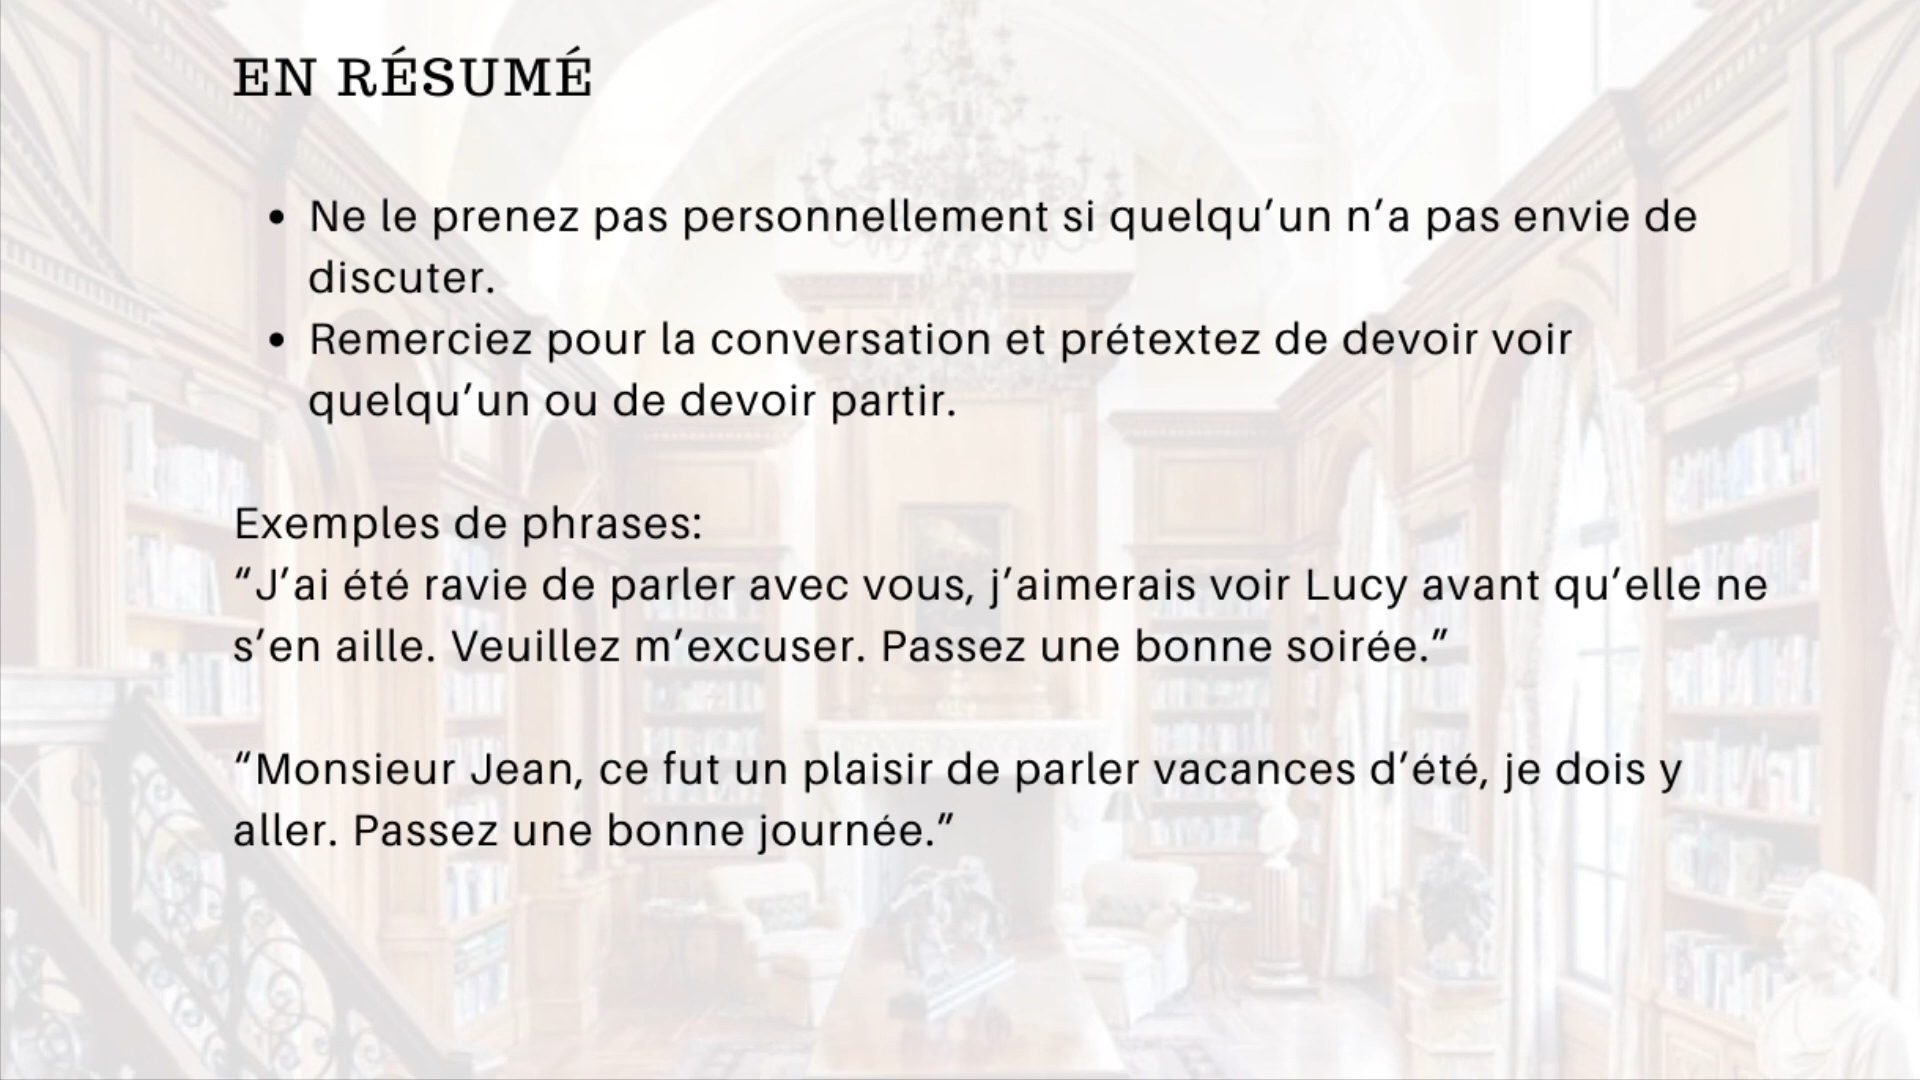 EN RÉSUMÉ
• Ne le prenez pas personnellement si quelqu’un n’a pas envie de
discuter.
• Remerciez pour la conversation et prétextez de devoir voir
quelqu’un ou de devoir partir.
Exemples de phrases:
“J’ai été ravie de parler avec vous, j’aimerais voir Lucy avant qu’elle ne
s’en aille. Veuillez m’excuser. Passez une bonne soirée.”
“Monsieur Jean, ce fut un plaisir de parler vacances d’été, je dois y
aller. Passez une bonne journée.”